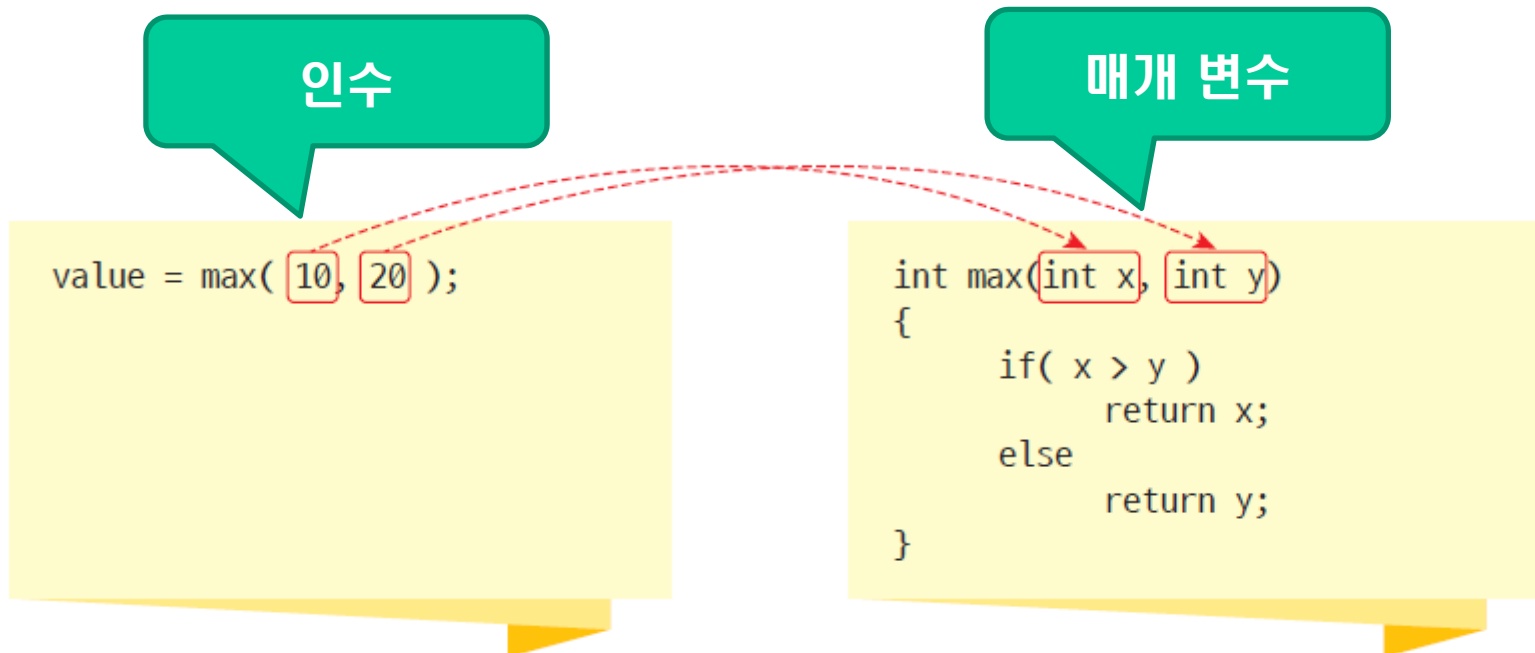 인수
매개 변수
value = max( 10, 20 );
int max(int x, int y)
{
if( x > y )
return x;
else
return y;
}